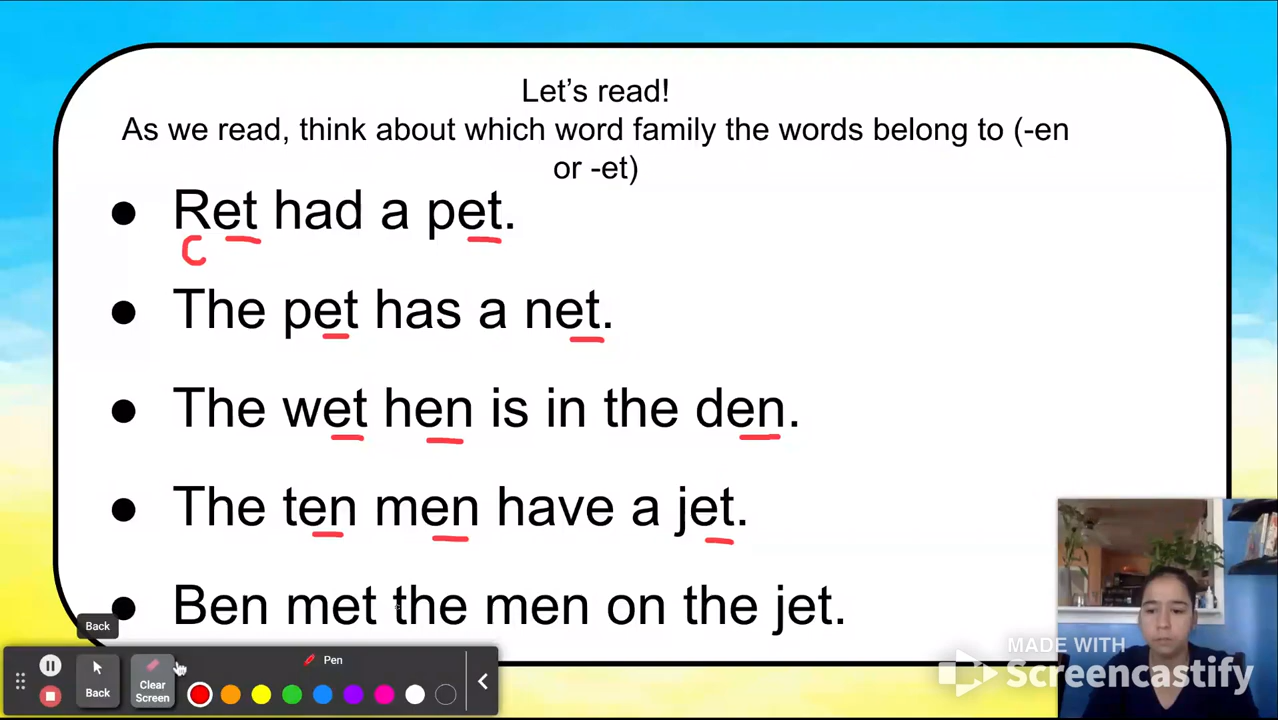 Let's read!
As we read, think about which word family the words belong to (-en
or -et)
● Ret had a pet.
C
● The pet has a net.
● The wet hen is in the den.
● The ten men have a jet.
● Ben met the men on the jet.
Back
Pen
Back
Clear
Screen
MADE WITH
Screencastify